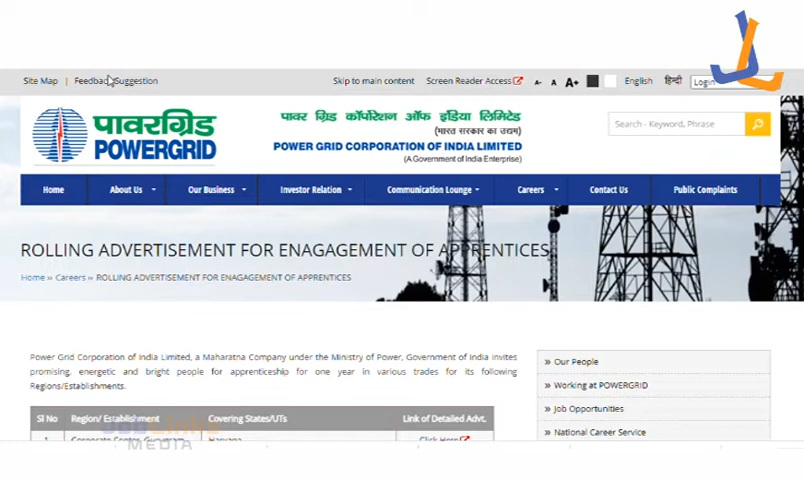 Site Map | Feedback/Suggestion Skip to main content Screen Reader Access A- A A+ English हिन्दी Login
पावरग्रिड
POWERGRID
पावर ग्रिड कॉर्पोरेशन ऑफ इंडिया लिमिटेड
(भारत सरकार का उद्यम)
POWER GRID CORPORATION OF INDIA LIMITED
(A Government of India Enterprise)
Search - Keyword, Phrase
Home About Us Our Business Investor Relation Communication Lounge Careers Contact Us Public Complaints
ROLLING ADVERTISEMENT FOR ENAGAGEMENT OF APPRENTICES
Home » Careers » ROLLING ADVERTISEMENT FOR ENAGAGEMENT OF APPRENTICES
Power Grid Corporation of India Limited, a Maharatna Company under the Ministry of Power, Government of India invites
promising, energetic and bright people for apprenticeship for one year in various trades for its following
Regions/Establishments.
Sl No Region/ Establishment Covering States/UTs Link of Detailed Advt.
1 Corporate Center, Gurugram Haryana Click Here
JobLinks
MEDIA
» Our People
» Working at POWERGRID
» Job Opportunities
» National Career Service